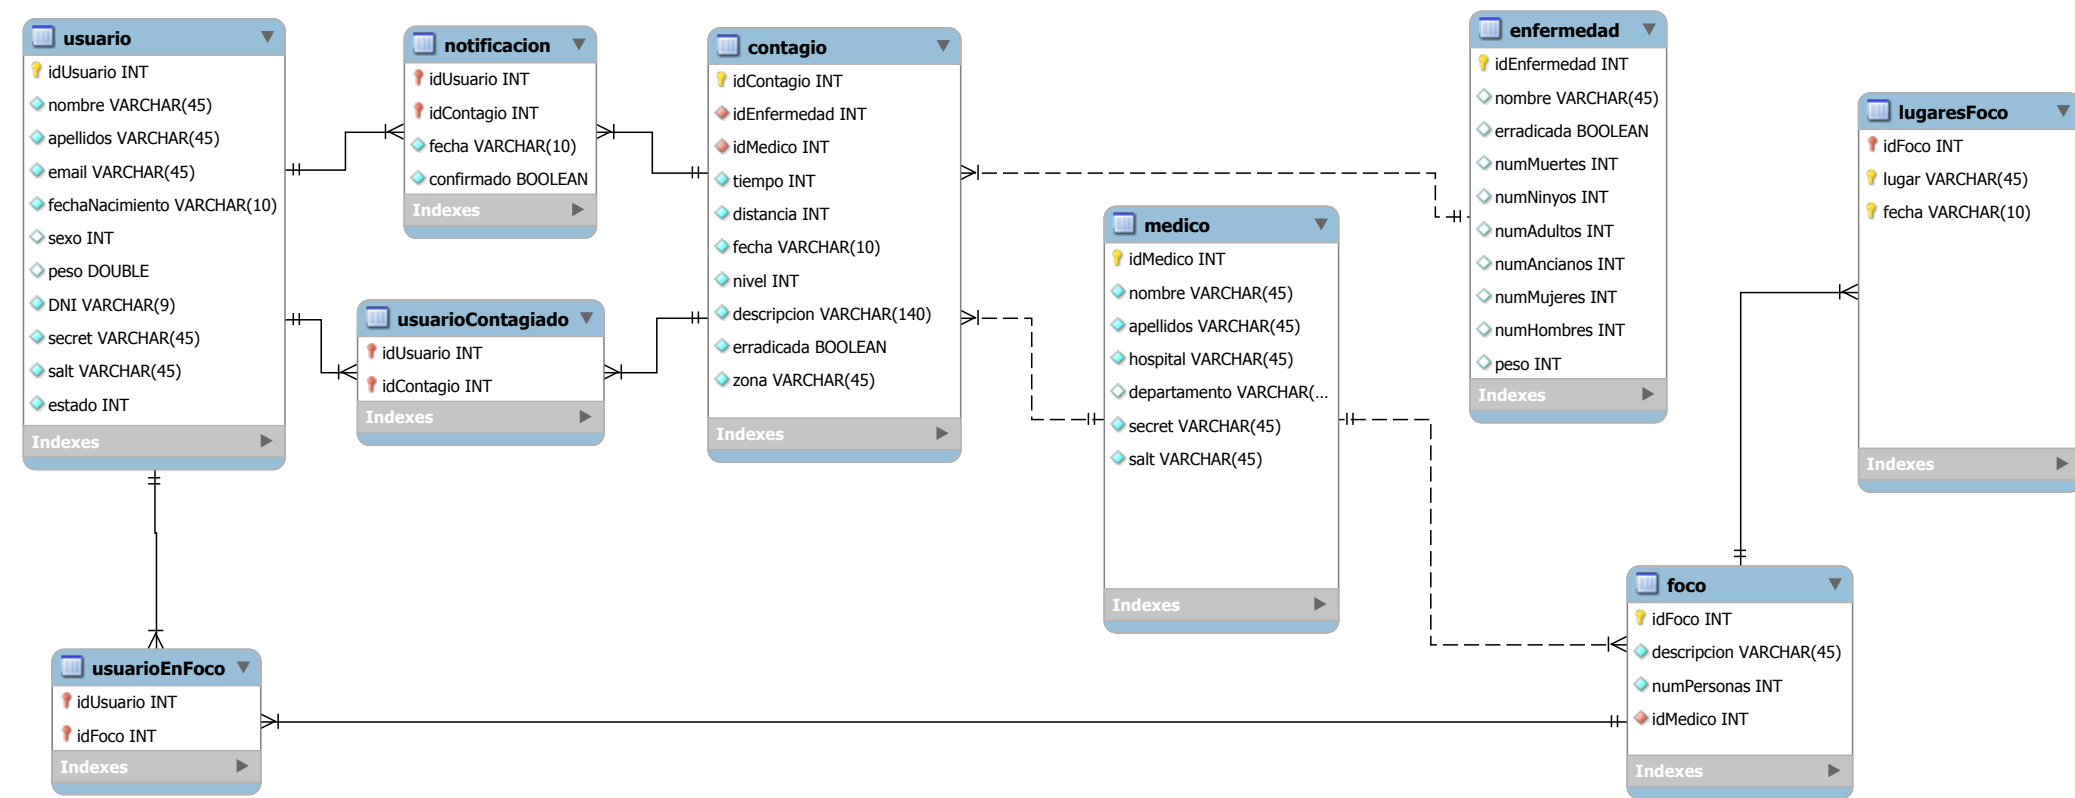 usuario
idUsuario INT
nombre VARCHAR(45)
apellidos VARCHAR(45)
email VARCHAR(45)
fechaNacimiento VARCHAR(10)
sexo INT
peso DOUBLE
DNI VARCHAR(9)
secret VARCHAR(45)
salt VARCHAR(45)
estado INT
Indexes
notificacion
idUsuario INT
idContagio INT
fecha VARCHAR(10)
confirmado BOOLEAN
Indexes
usuarioContagiado
idUsuario INT
idContagio INT
Indexes
contagio
idContagio INT
idEnfermedad INT
idMedico INT
tiempo INT
distancia INT
fecha VARCHAR(10)
nivel INT
descripcion VARCHAR(140)
erradicada BOOLEAN
zona VARCHAR(45)
Indexes
medico
idMedico INT
nombre VARCHAR(45)
apellidos VARCHAR(45)
hospital VARCHAR(45)
departamento VARCHAR(...
secret VARCHAR(45)
salt VARCHAR(45)
Indexes
enfermedad
idEnfermedad INT
nombre VARCHAR(45)
erradicada BOOLEAN
numMuertes INT
numNinyos INT
numAdultos INT
numAncianos INT
numMujeres INT
numHombres INT
peso INT
Indexes
lugaresFoco
idFoco INT
lugar VARCHAR(45)
fecha VARCHAR(10)
Indexes
usuarioEnFoco
idUsuario INT
idFoco INT
Indexes
foco
idFoco INT
descripcion VARCHAR(45)
numPersonas INT
idMedico INT
Indexes